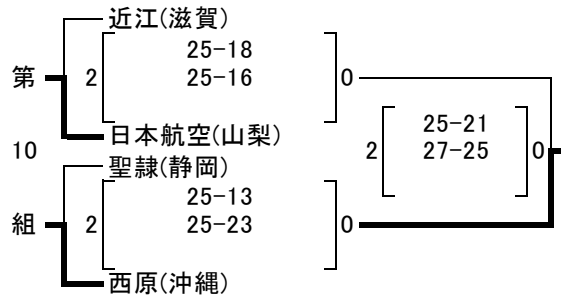 近江(滋賀)
25-18
第 2 25-16 0
25-21
日本航空(山梨)
10 2 27-25 0
聖隷(静岡)
25-13
組 2 25-23 0
西原(沖縄)